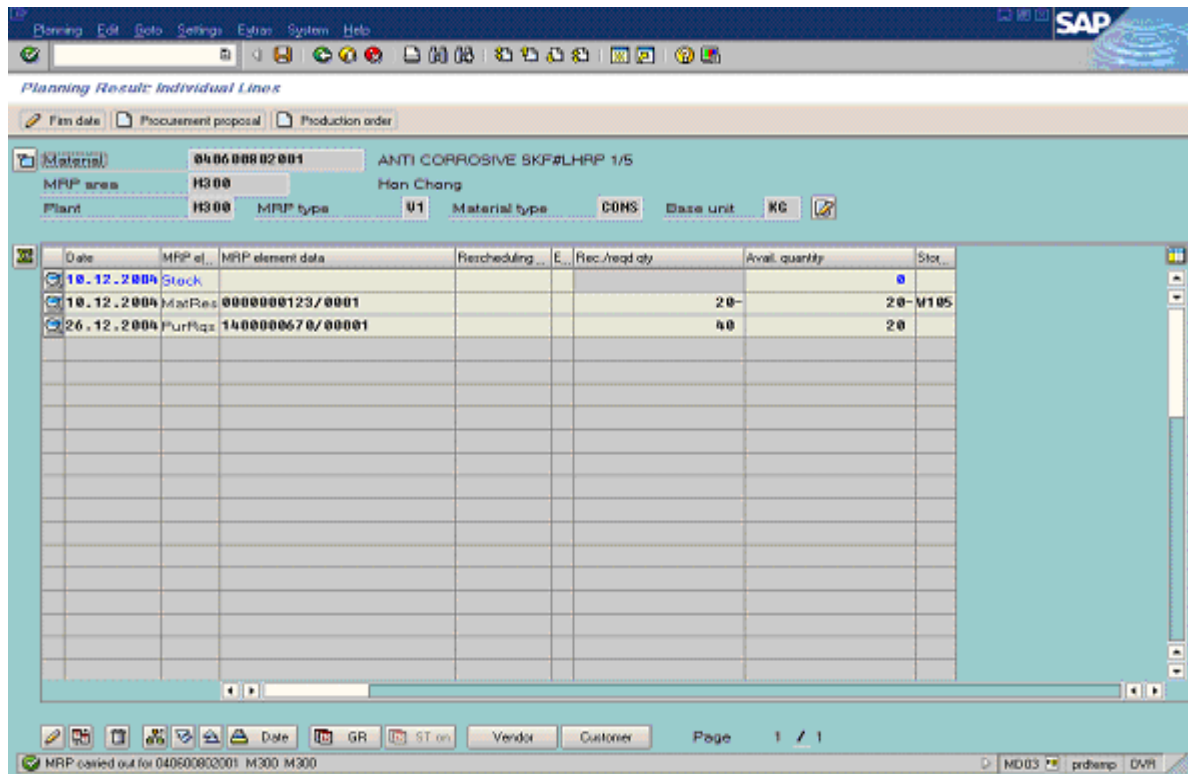 Planning Edit Goto Settings Extras System Help
SAP
Planning Result: Individual Lines
Firm date Procurement proposal Production order
Material 040600802001 ANTI CORROSIVE SKF#LHRP 1/5
MRP area M300 Han Chang
Plant M300 MRP type V1 Material type CONS Base unit KG
Date MRP el... MRP element data Rescheduling ... E... Rec./reqd qty Avail. quantity Stor...
10.12.2004 Stock 0
10.12.2004 MatRes 0000000123/0001 20- 20- W105
26.12.2004 PurRqs 1400000670/00001 40 20
Date GR ST on Vendor Customer Page 1 / 1
MRP carried out for 040600802001 M300 M300 MD03 prdtemp OVR